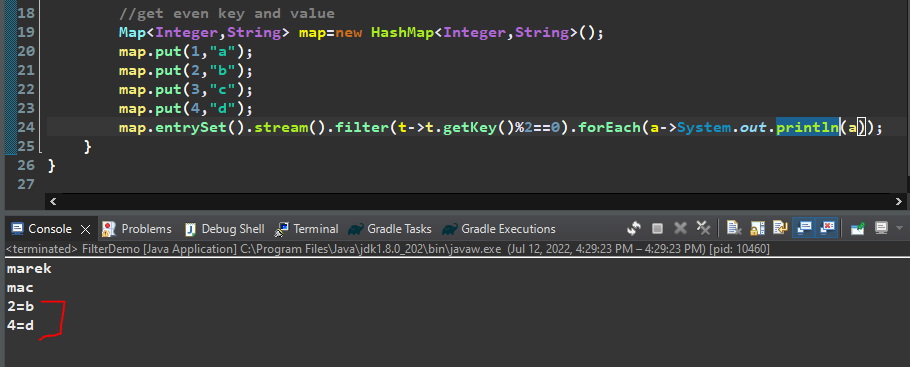 18 //get even key and value
19 Map<Integer,String> map=new HashMap<Integer,String>();
20 map.put(1,"a");
21 map.put(2,"b");
22 map.put(3,"c");
23 map.put(4,"d");
24 map.entrySet().stream().filter(t->t.getKey()%2==0).forEach(a->System.out.println(a));
25 }
26 }
27
Console Problems Debug Shell Terminal Gradle Tasks Gradle Executions
<terminated> FilterDemo [Java Application] C:\Program Files\Java\jdk1.8.0_202\bin\javaw.exe (Jul 12, 2022, 4:29:23 PM – 4:29:23 PM) [pid: 10460]
marek
mac
2=b
4=d